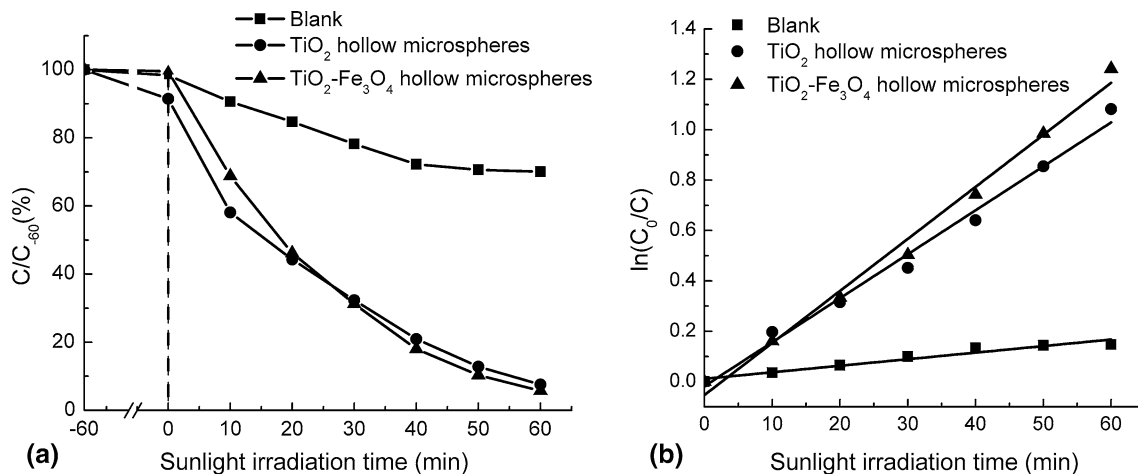 Blank
TiO2 hollow microspheres
TiO2-Fe3O4 hollow microspheres
100
80
60
40
20
0
C/C-60(%)
-60 0 10 20 30 40 50 60
(a) Sunlight irradiation time (min)
Blank
TiO2 hollow microspheres
TiO2-Fe3O4 hollow microspheres
1.4
1.2
1.0
0.8
0.6
0.4
0.2
0.0
ln(C0/C)
0 10 20 30 40 50 60
(b) Sunlight irradiation time (min)